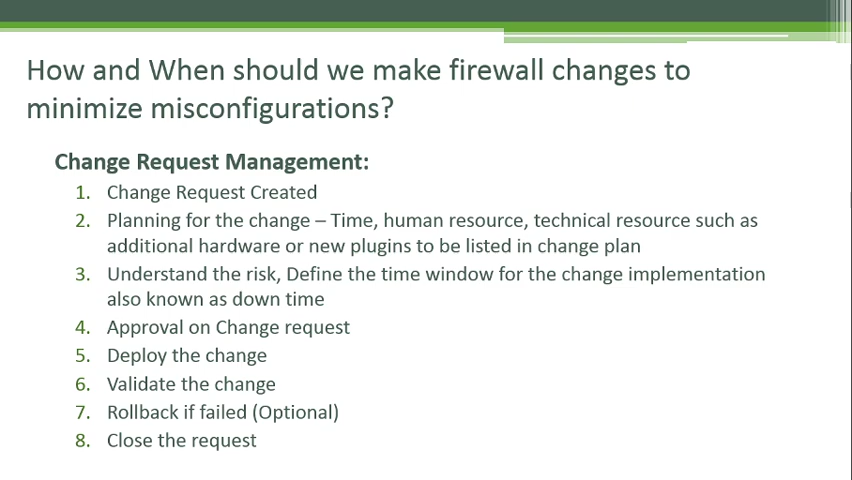 How and When should we make firewall changes to
minimize misconfigurations?
Change Request Management:
1. Change Request Created
2. Planning for the change – Time, human resource, technical resource such as
additional hardware or new plugins to be listed in change plan
3. Understand the risk, Define the time window for the change implementation
also known as down time
4. Approval on Change request
5. Deploy the change
6. Validate the change
7. Rollback if failed (Optional)
8. Close the request